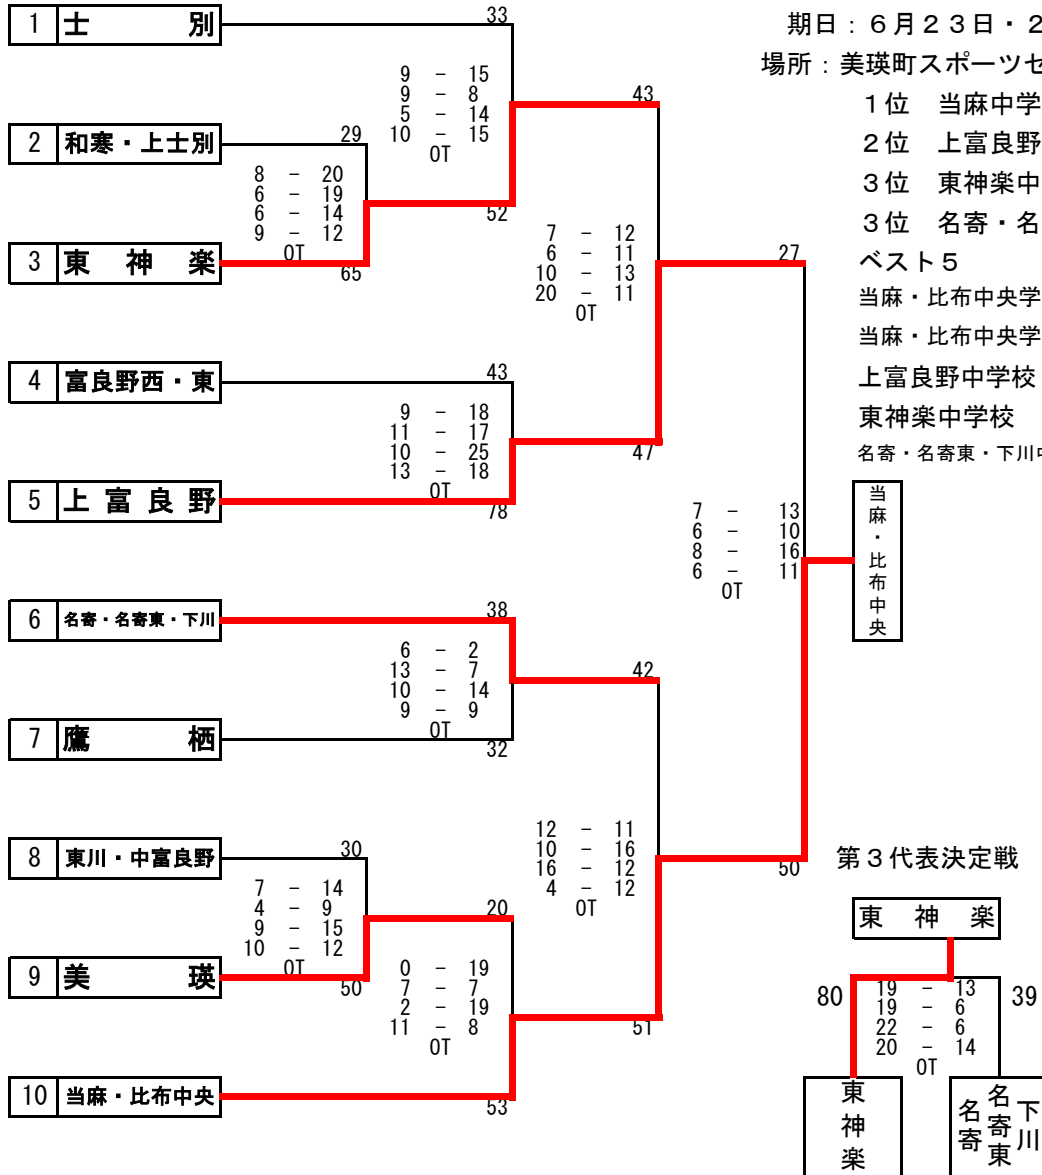 期日：６月２３日・２
場所：美瑛町スポーツセ
１位　当麻中学
２位　上富良野
３位　東神楽中
３位　名寄・名
ベスト５
当麻・比布中央学
当麻・比布中央学
上富良野中学校
東神楽中学校
名寄・名寄東・下川中
1 士　別
33
9 － 15
9 － 8
5 － 14
10 － 15
OT
2 和寒・上士別
29
8 － 20
6 － 19
6 － 14
9 － 12
OT
3 東　神　楽
65
52
43
7 － 12
6 － 11
10 － 13
20 － 11
OT
4 富良野西・東
43
9 － 18
11 － 17
10 － 25
13 － 18
OT
5 上富良野
78
47
27
7 － 13
6 － 10
8 － 16
6 － 11
OT
当麻・比布中央
6 名寄・名寄東・下川
38
6 － 2
13 － 7
10 － 14
9 － 9
OT
7 鷹　栖
32
42
12 － 11
10 － 16
16 － 12
4 － 12
OT
50
8 東川・中富良野
30
7 － 14
4 － 9
9 － 15
10 － 12
OT
9 美　瑛
50
20
0 － 19
7 － 7
2 － 19
11 － 8
OT
51
10 当麻・比布中央
53
第３代表決定戦
東　神　楽
80
19 － 13
19 － 6
22 － 6
20 － 14
OT
39
東神楽
名寄
名寄東
下川